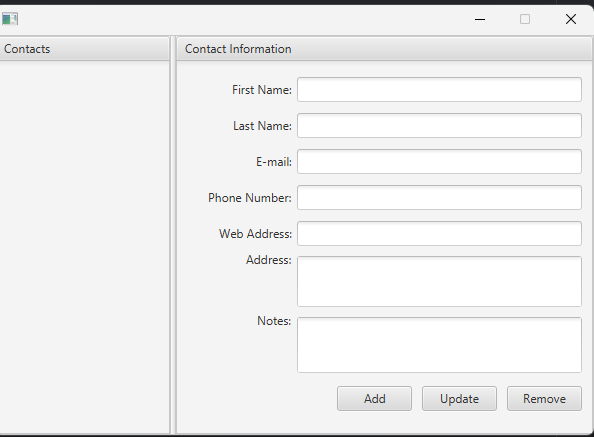 Contacts
Contact Information
First Name:
Last Name:
E-mail:
Phone Number:
Web Address:
Address:
Notes:
Add Update Remove